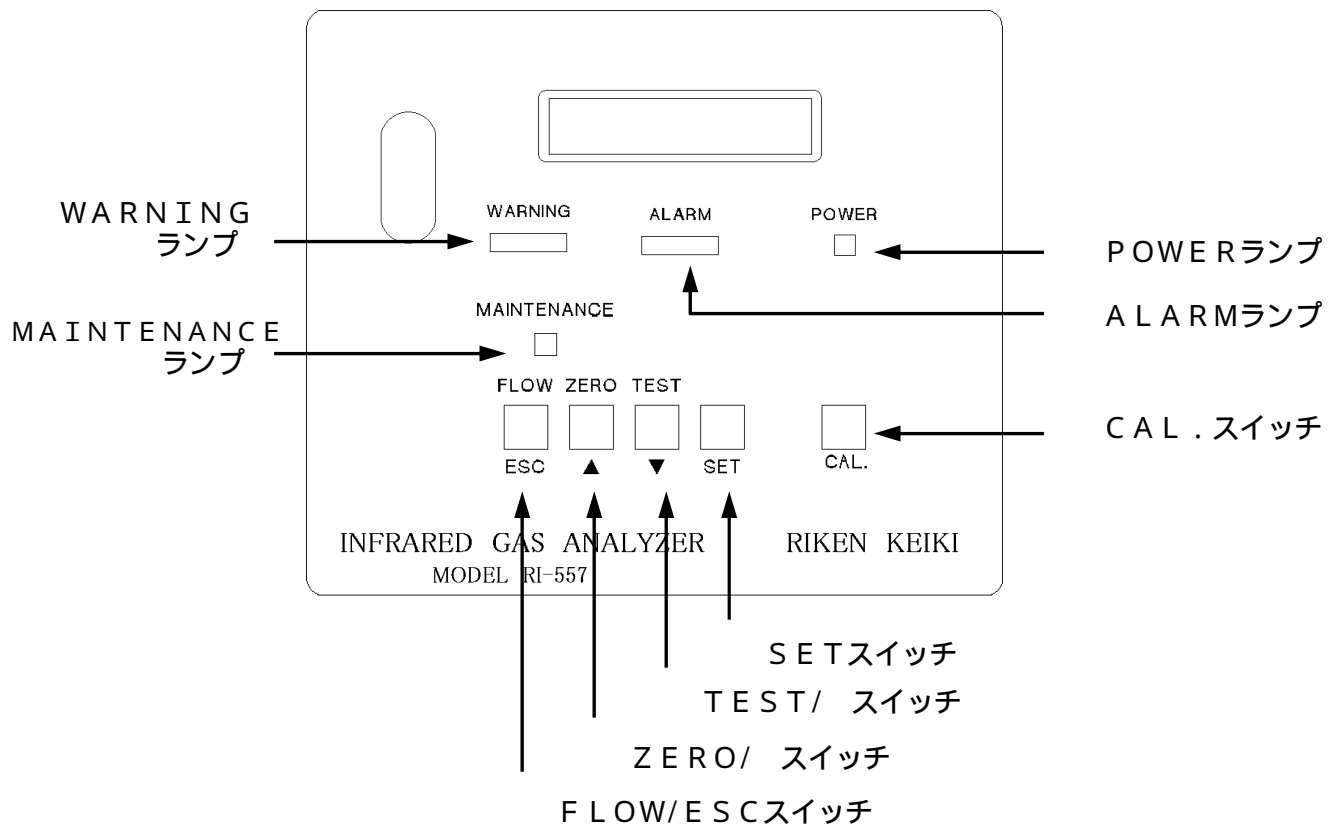 WARNING ALARM POWER
WARNING
ランプ
POWERランプ
ALARMランプ
MAINTENANCE
MAINTENANCE
ランプ
FLOW ZERO TEST
CAL.スイッチ
ESC ▲ ▼ SET CAL.
INFRARED GAS ANALYZER RIKEN KEIKI
MODEL RI-557
SETスイッチ
TEST/ スイッチ
ZERO/ スイッチ
FLOW/ESCスイッチ